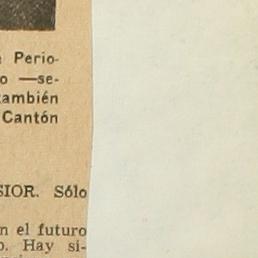 Perio-
o —se-
también
Cantón
SIOR. Sólo
n el futuro
o. Hay si-